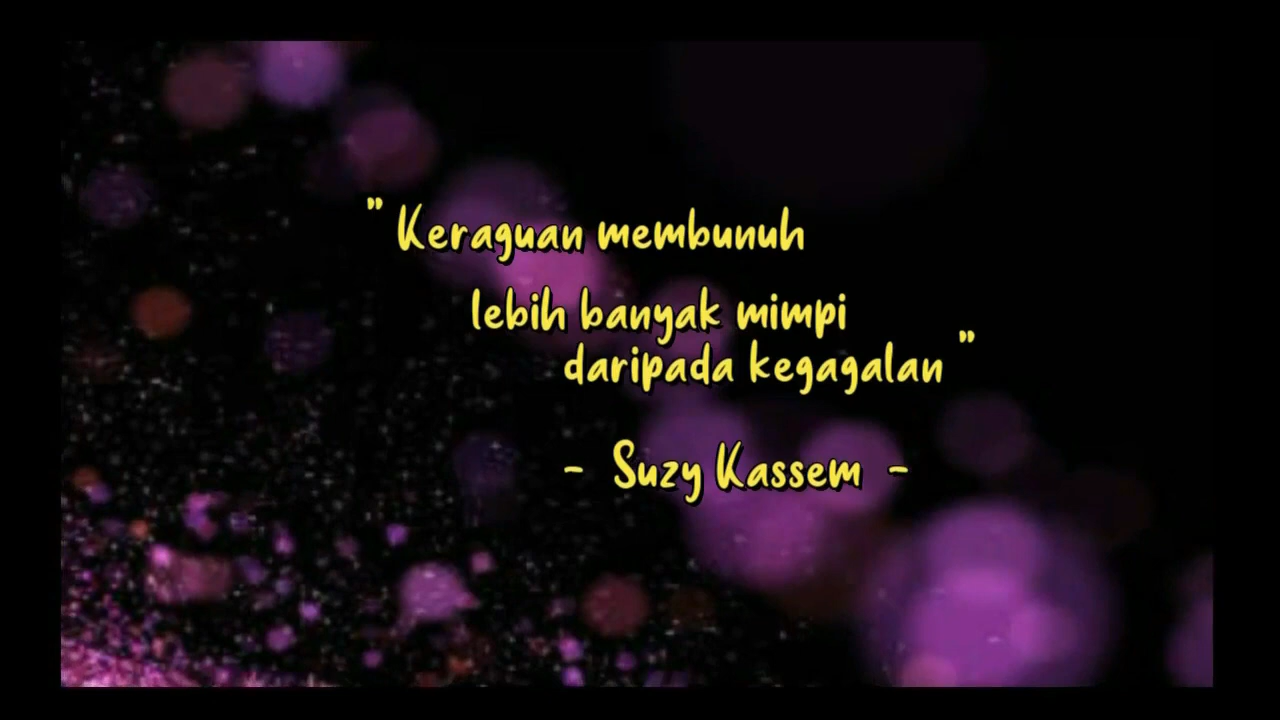 " Keraguan membunuh
lebih banyak mimpi
daripada kegagalan "
- Suzy Kassem -